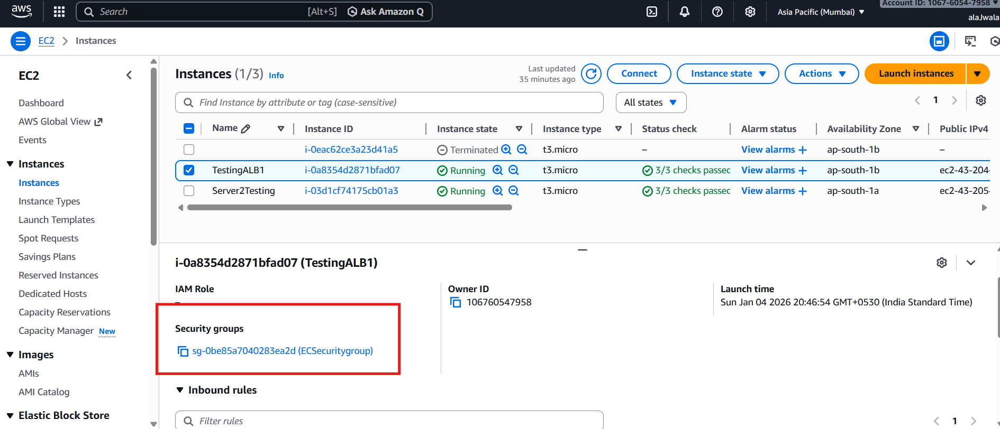 aws
Search [Alt+S] Ask Amazon Q
Asia Pacific (Mumbai)
Account ID: 1067-6054-7958
alaJwala
EC2 Instances
EC2
Dashboard
AWS Global View
Events
Instances
Instances
Instance Types
Launch Templates
Spot Requests
Savings Plans
Reserved Instances
Dedicated Hosts
Capacity Reservations
Capacity Manager New
Images
AMIs
AMI Catalog
Elastic Block Store
Instances (1/3) Info
Last updated
35 minutes ago
Connect
Instance state
Actions
Launch instances
Find Instance by attribute or tag (case-sensitive)
All states
1
Name Instance ID Instance state Instance type Status check Alarm status Availability Zone Public IPv4
i-0eac62ce3a23d41a5 Terminated t3.micro – View alarms + ap-south-1b –
TestingALB1 i-0a8354d2871bfad07 Running t3.micro 3/3 checks passed View alarms + ap-south-1b ec2-43-204-
Server2Testing i-03d1cf74175cb01a3 Running t3.micro 3/3 checks passed View alarms + ap-south-1a ec2-43-205-
i-0a8354d2871bfad07 (TestingALB1)
IAM Role
–
Owner ID
106760547958
Launch time
Sun Jan 04 2026 20:46:54 GMT+0530 (India Standard Time)
Security groups
sg-0be85a7040283ea2d (ECSecuritygroup)
Inbound rules
Filter rules
1